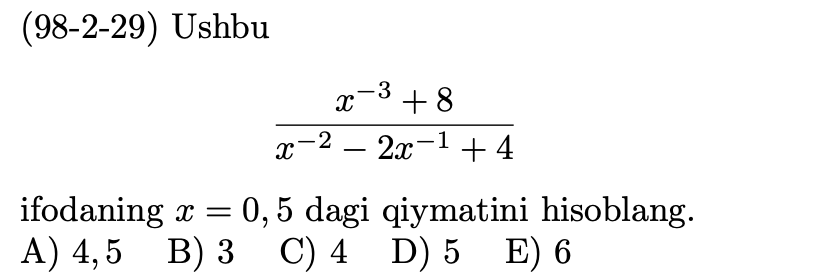 (98-2-29) Ushbu
\frac{x^{-3} + 8}{x^{-2} - 2x^{-1} + 4}
ifodaning x = 0, 5 dagi qiymatini hisoblang.
A) 4, 5 B) 3 C) 4 D) 5 E) 6